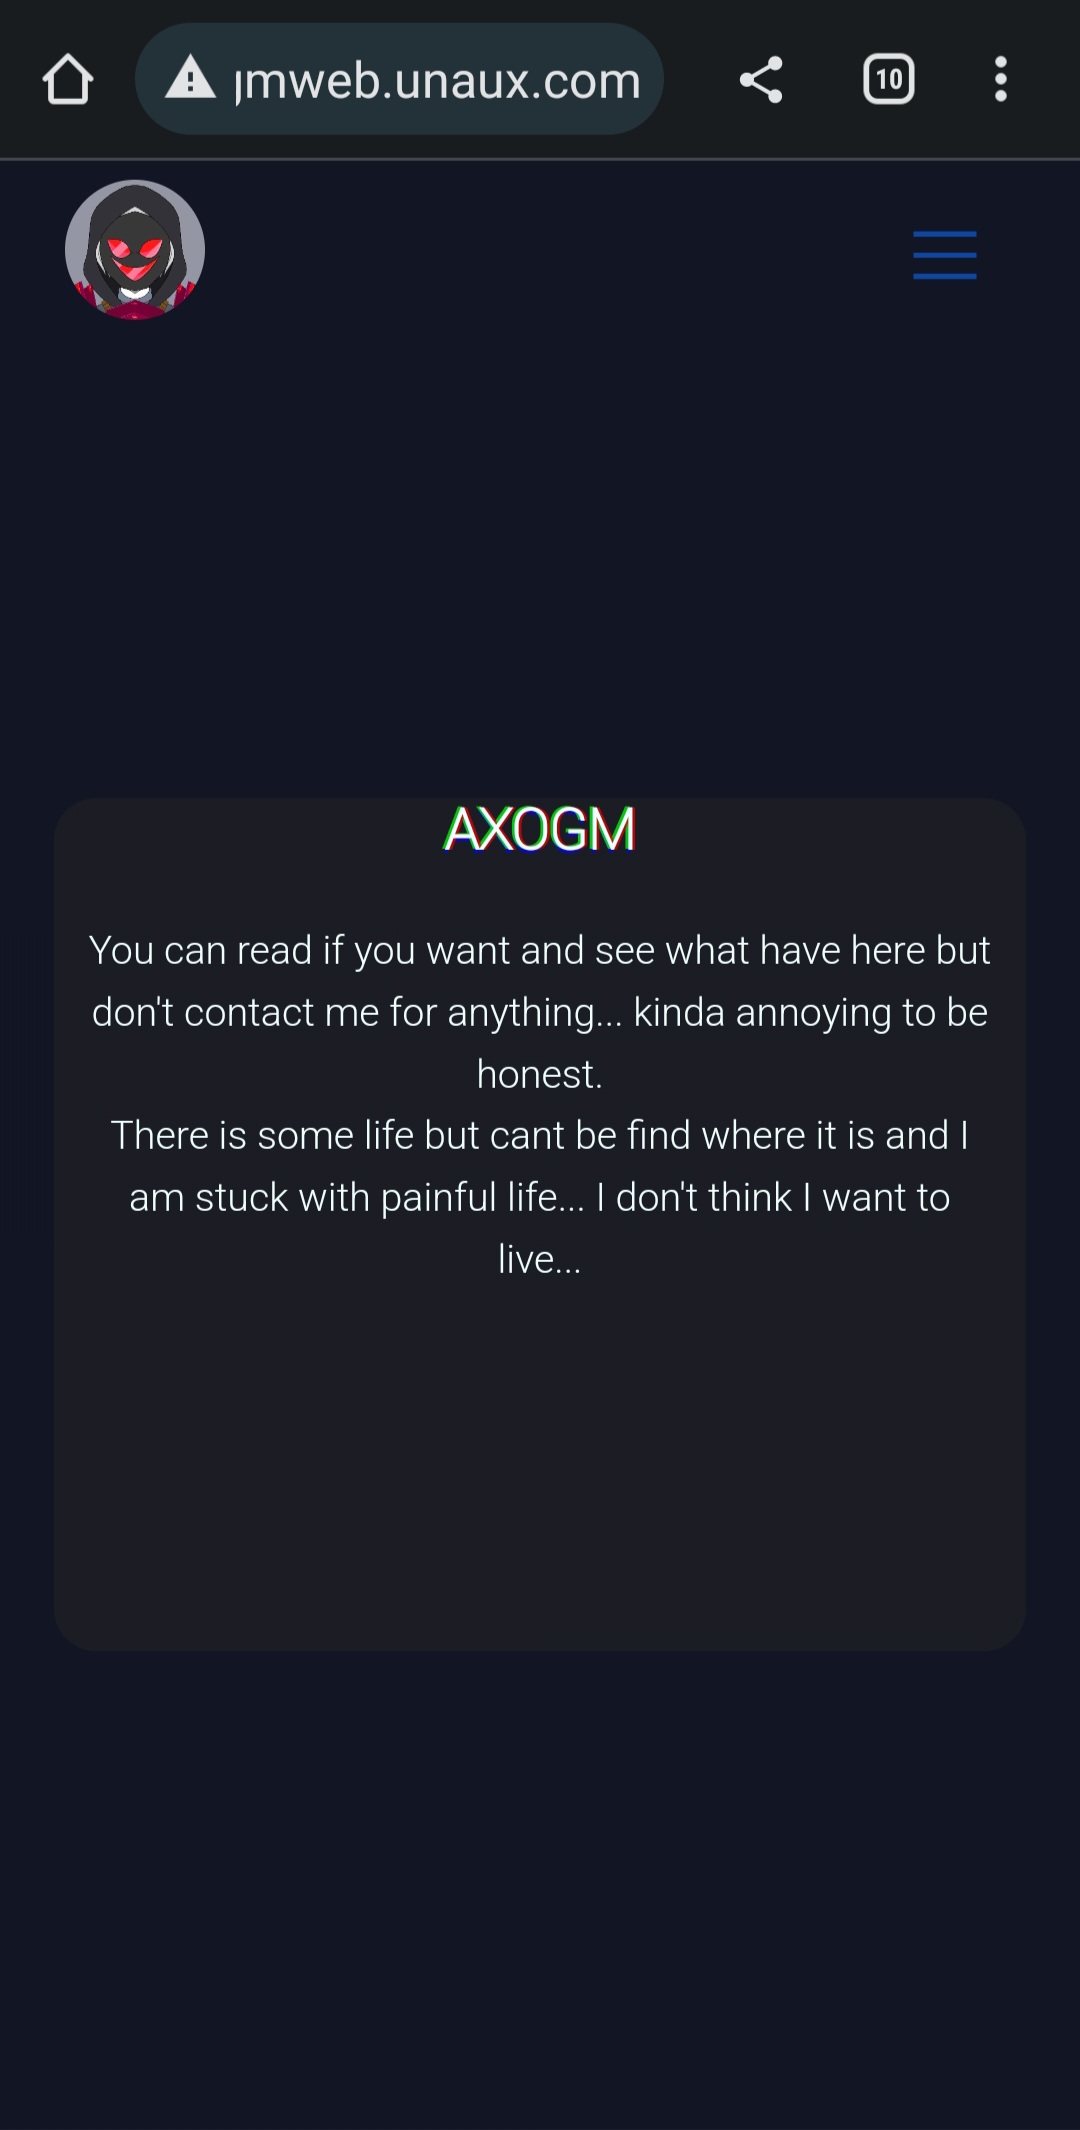 jmweb.unaux.com
10
AXOGM
You can read if you want and see what have here but
don't contact me for anything... kinda annoying to be
honest.
There is some life but cant be find where it is and I
am stuck with painful life... I don't think I want to
live...